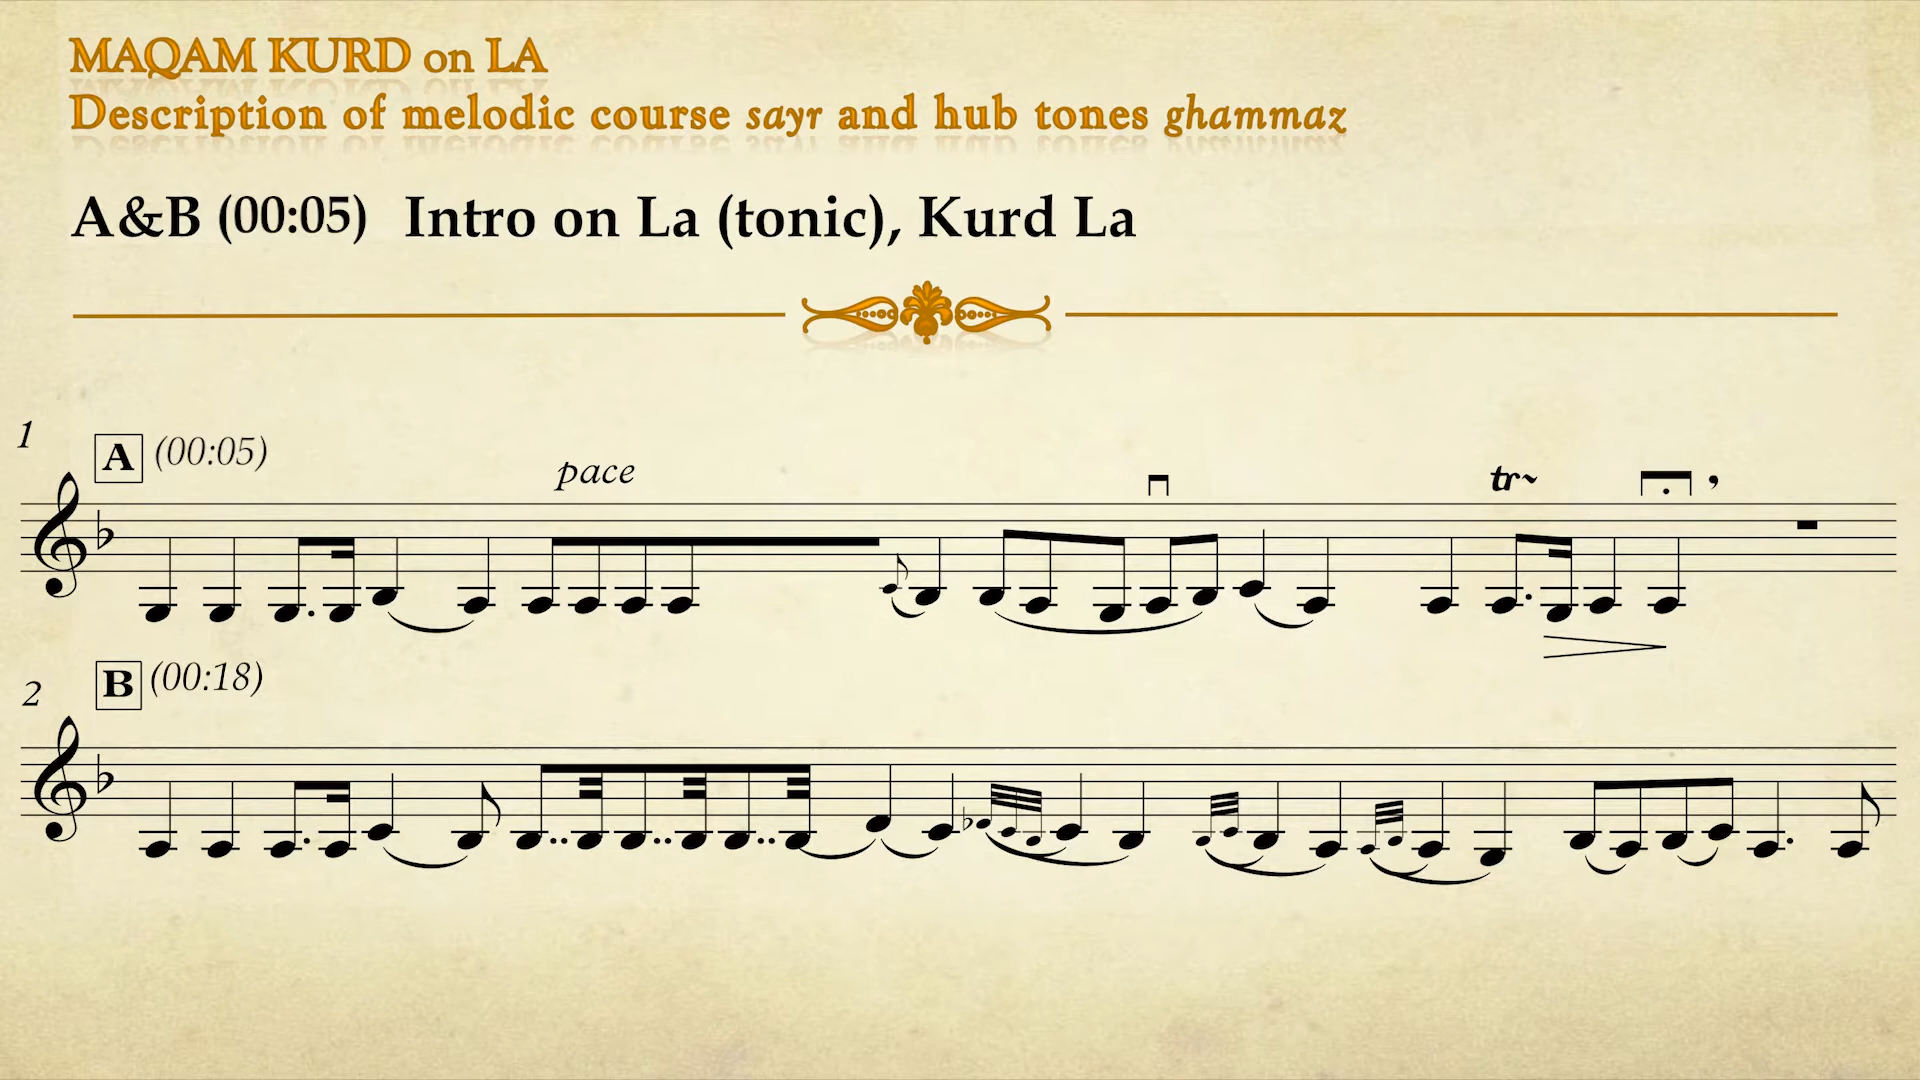 MAQAM KURD on LA
Description of melodic course sayr and hub tones ghammaz
A&B (00:05) Intro on La (tonic), Kurd La
1
A (00:05)
pace
tr~
2
B (00:18)